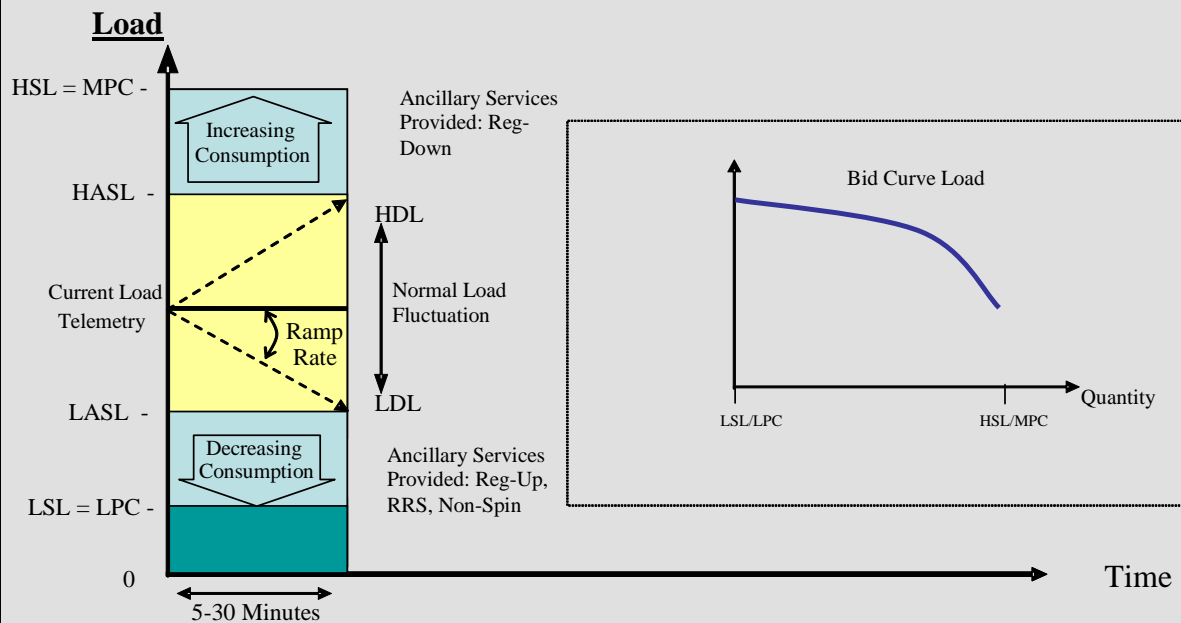 Load
HSL = MPC -
Increasing
Consumption
Ancillary Services
Provided: Reg-
Down
HASL -
HDL
Current Load
Telemetry
Normal Load
Fluctuation
Ramp
Rate
LASL -
LDL
Decreasing
Consumption
Ancillary Services
Provided: Reg-Up,
RRS, Non-Spin
LSL = LPC -
0
5-30 Minutes
Time
Bid Curve Load
Quantity
LSL/LPC
HSL/MPC